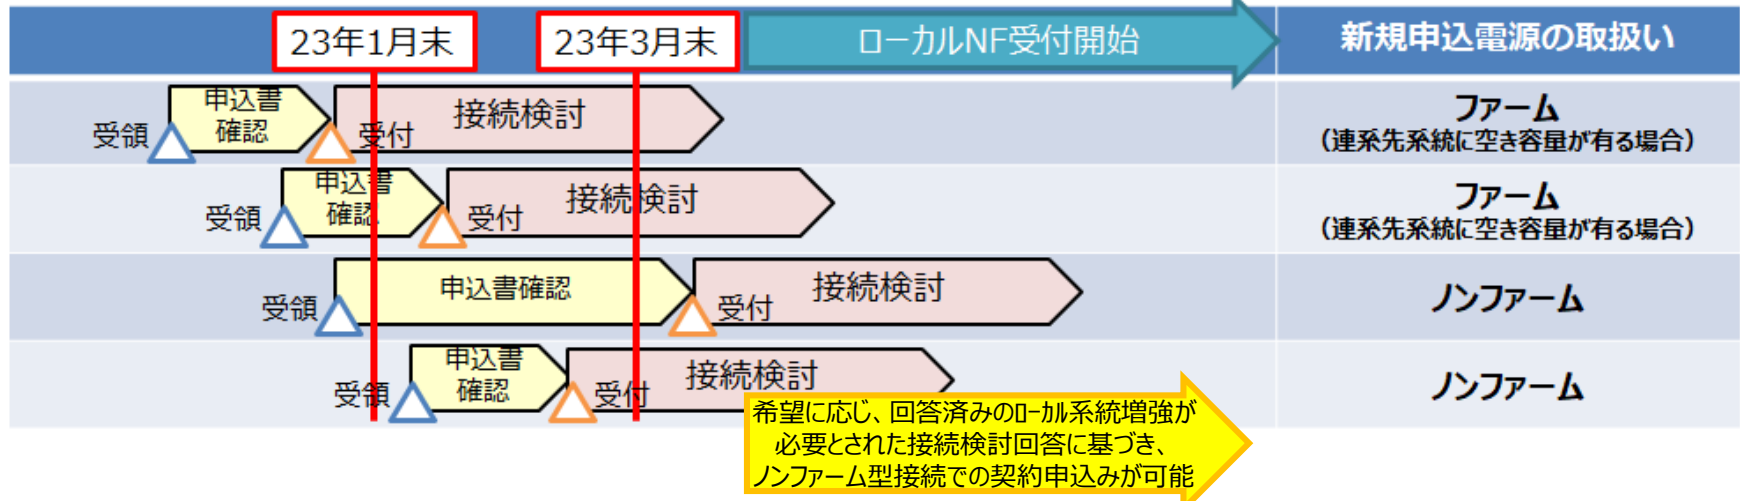 23年1月末
23年3月末
ローカルNF受付開始
新規申込電源の取扱い
受領
申込書
確認
受付
接続検討
ファーム
（連系先系統に空き容量が有る場合）
受領
申込書
確認
受付
接続検討
ファーム
（連系先系統に空き容量が有る場合）
受領
申込書確認
受付
接続検討
ノンファーム
受領
申込書
確認
受付
接続検討
ノンファーム
希望に応じ、回答済みのﾛｰｶﾙ系統増強が
必要とされた接続検討回答に基づき、
ノンファーム型接続での契約申込みが可能